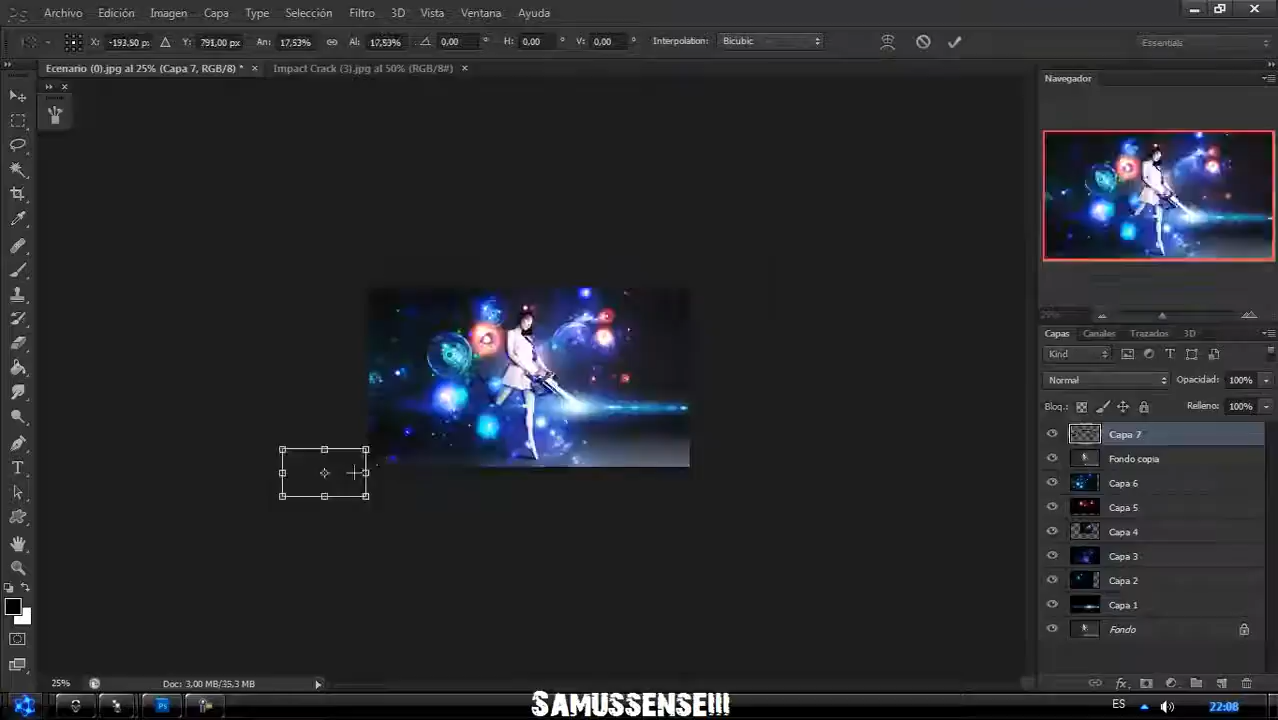 Ps Archivo Edición Imagen Capa Type Selección Filtro 3D Vista Ventana Ayuda
X: -193,50 px Y: 791,00 px An: 17,53% Al: 17,53% 0,00 ° H: 0,00 ° V: 0,00 ° Interpolation: Bicubic Essentials
Ecenario (0).jpg al 25% (Capa 7, RGB/8) * × Impact Crack (3).jpg al 50% (RGB/8#) ×
Navegador
Capas Canales Trazados 3D
Kind
Normal Opacidad: 100%
Bloq.: Relleno: 100%
Capa 7
Fondo copia
Capa 6
Capa 5
Capa 4
Capa 3
Capa 2
Capa 1
Fondo
25% Doc: 3,00 MB/35,3 MB
SAMUSSENSE!!!
ES 22:08